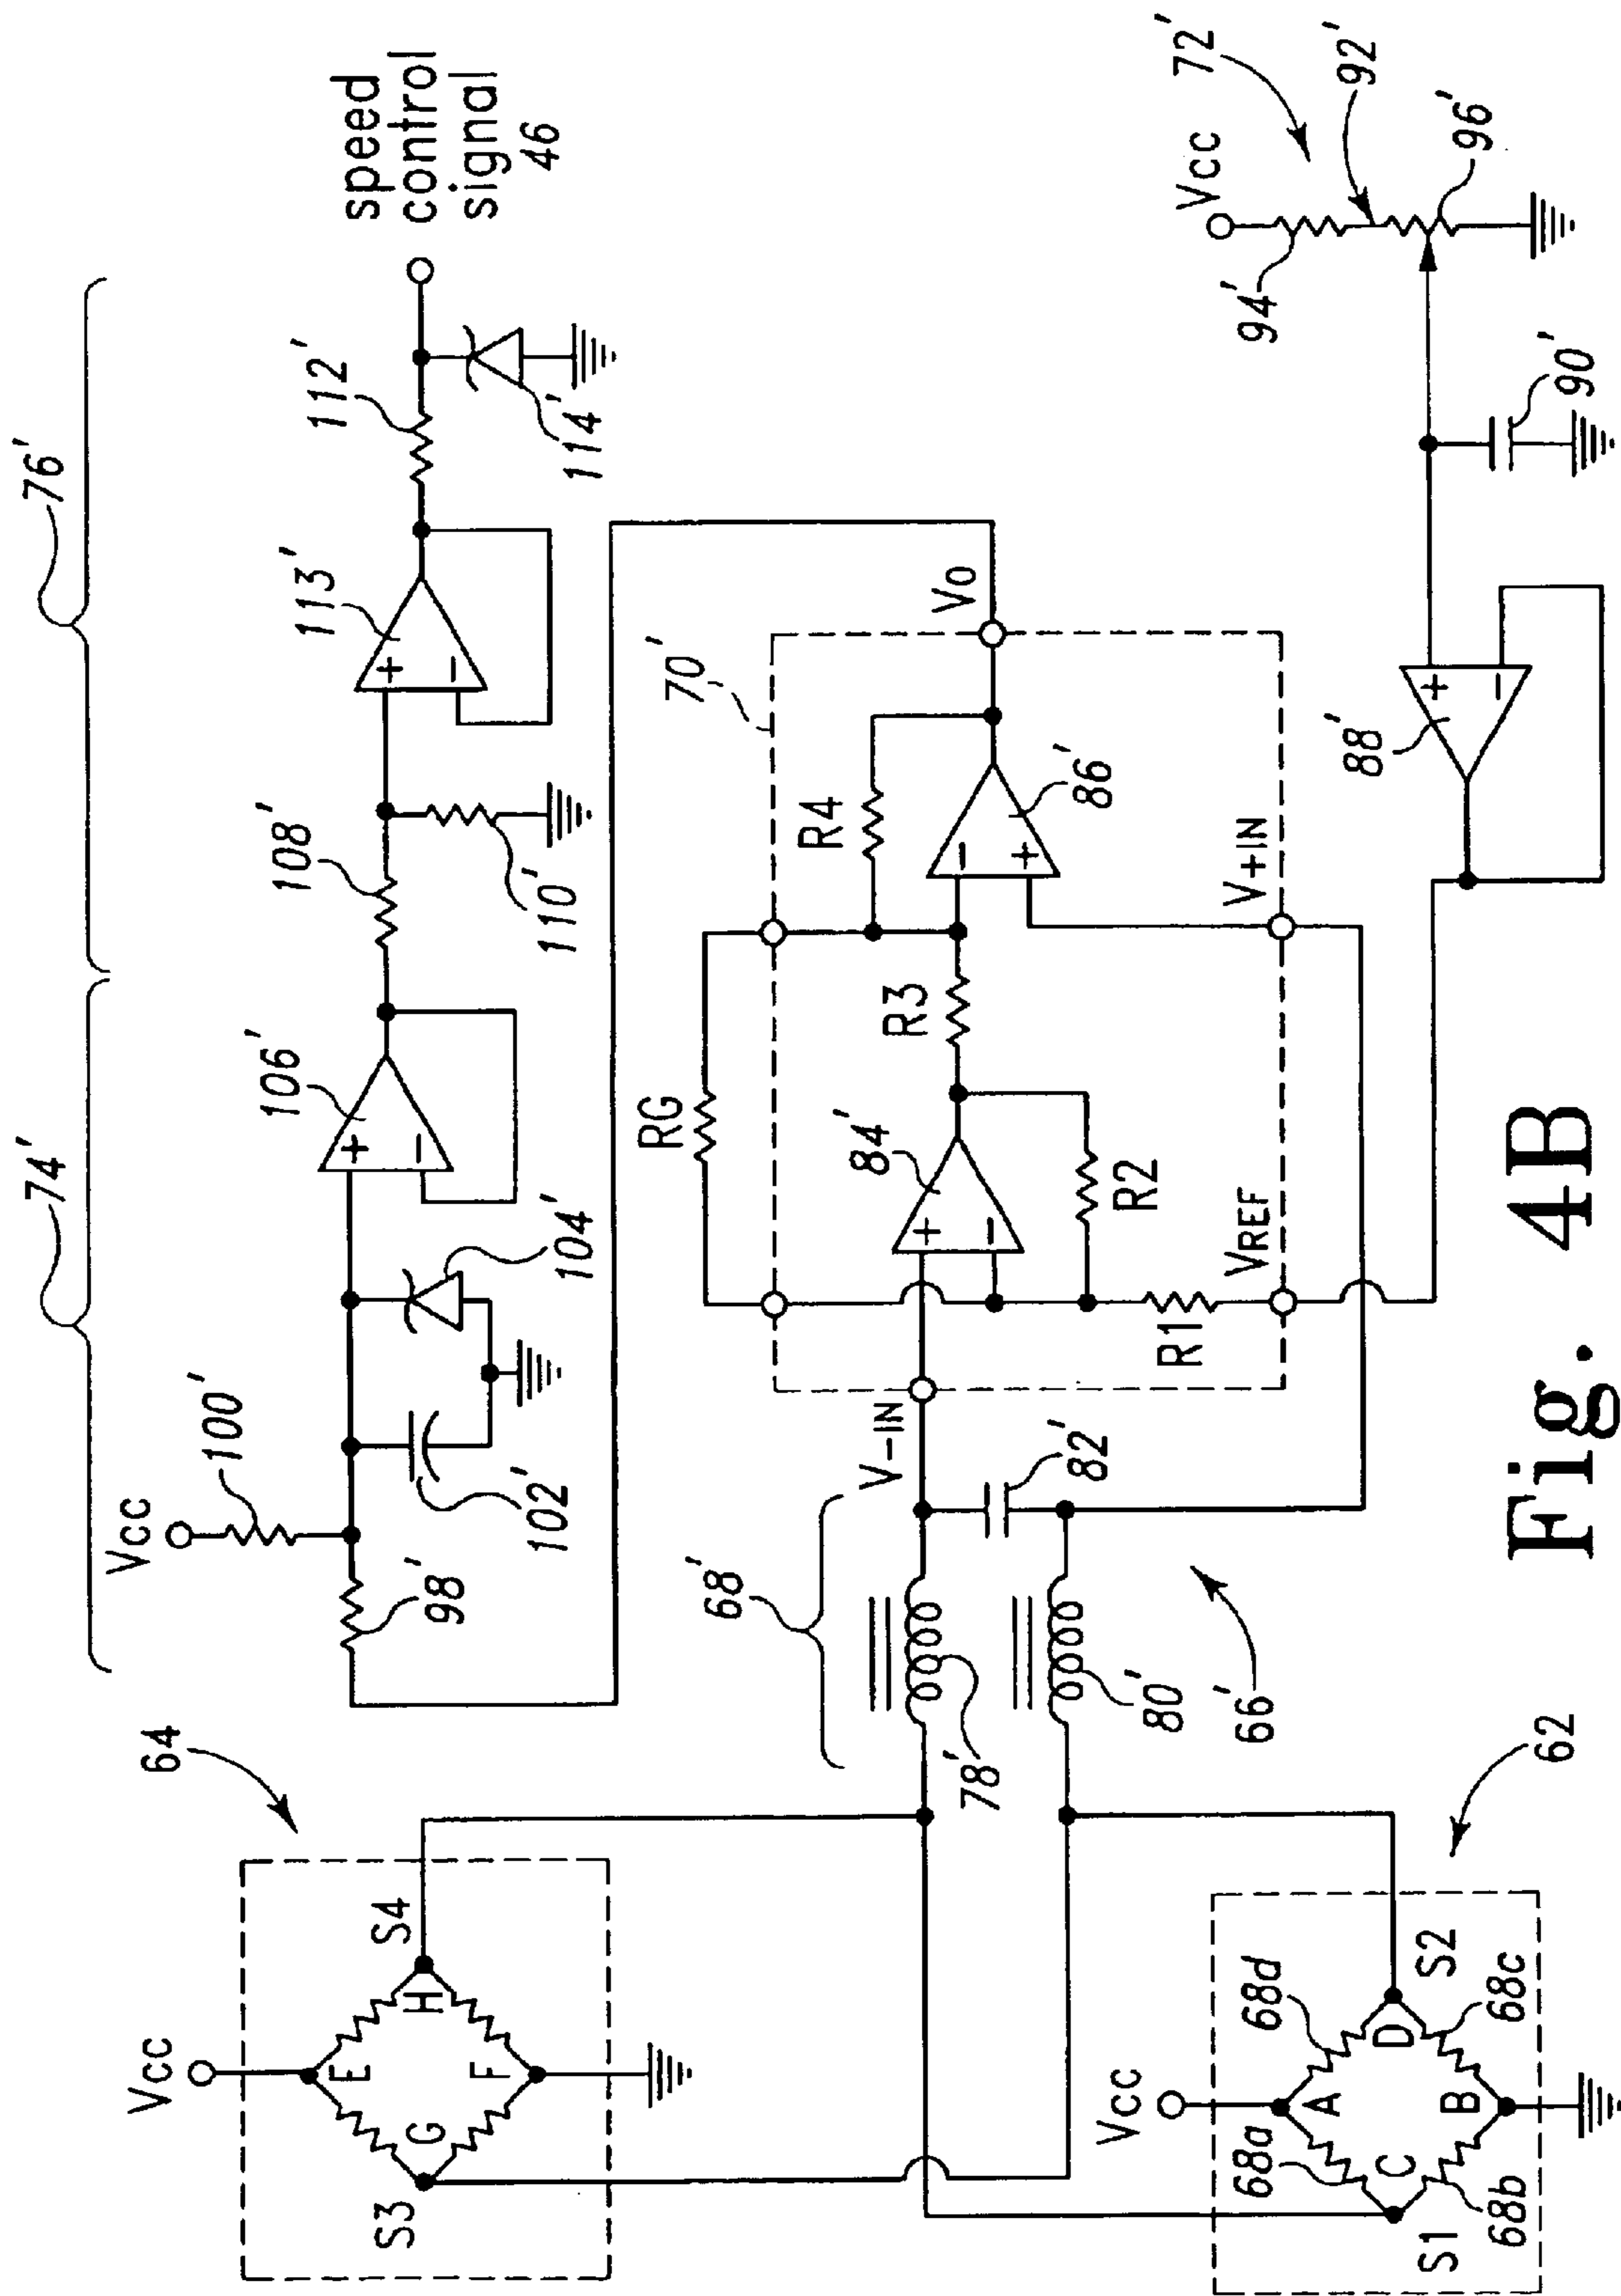 74'
76'
Vcc
100'
98'
102'
104'
106'
+
−
108'
110'
113'
+
−
112'
114'
speed
control
signal
46
64
Vcc
E
S3
G
H
S4
F
68'
78'
80'
66'
82'
V−IN
RG
70'
84'
+
−
R2
R3
R1
VREF
R4
−
+
86'
V+IN
VO
72'
Vcc
94'
92'
96'
90'
88'
+
−
62
Vcc
68a
A
68d
C
D
S1
S2
B
68b
68c
Fig. 4B